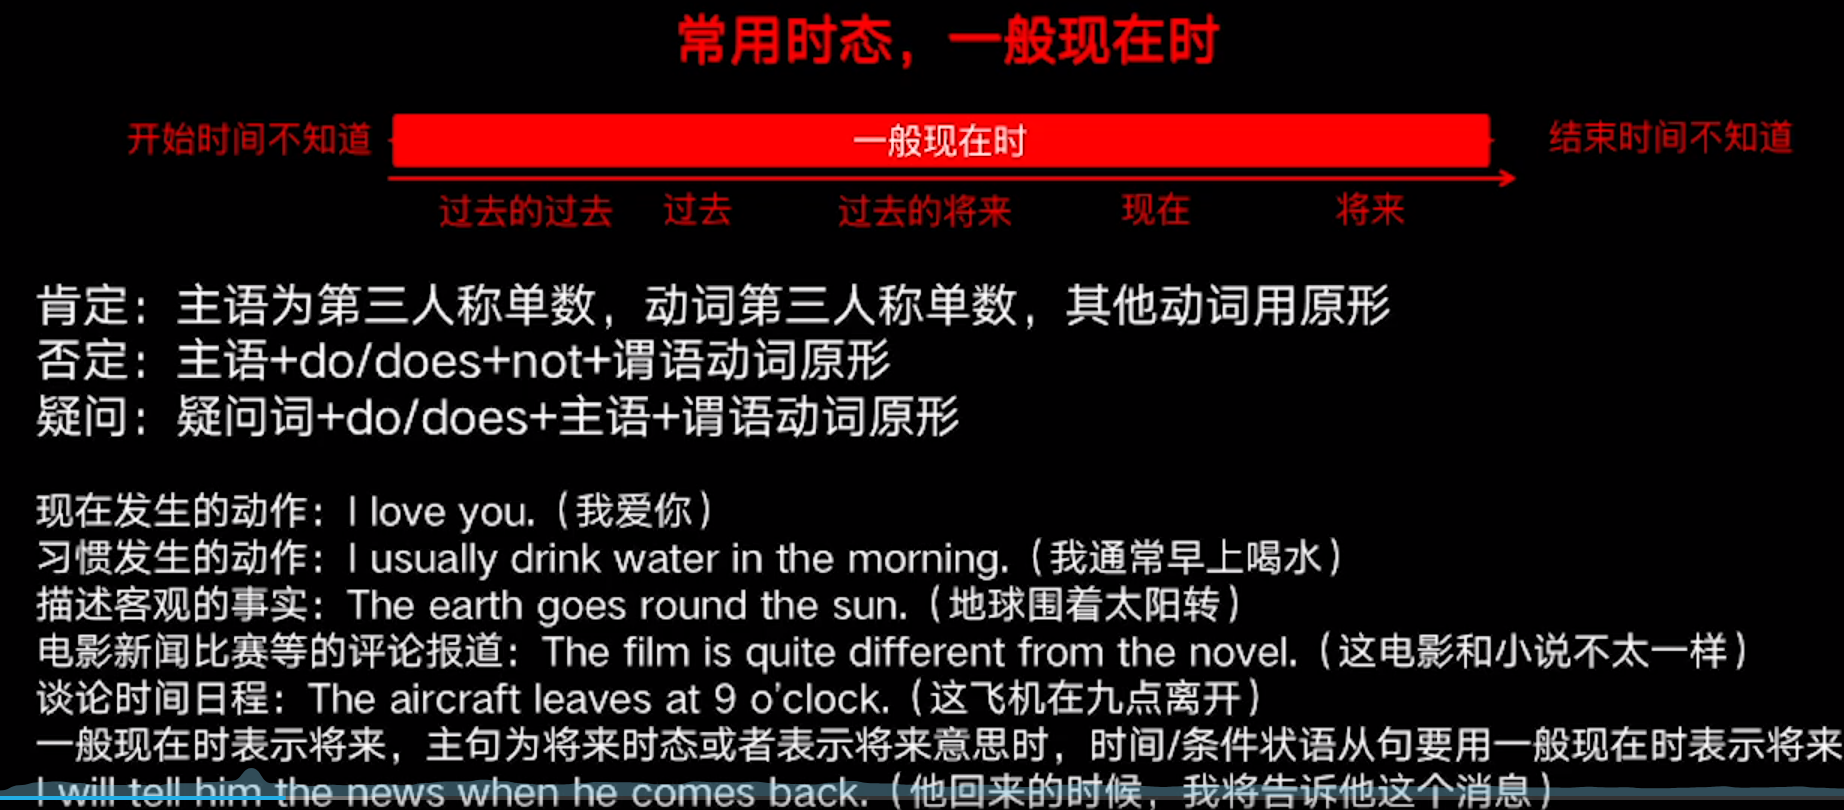 常用时态，一般现在时
开始时间不知道 一般现在时 结束时间不知道
过去的过去 过去 过去的将来 现在 将来
肯定：主语为第三人称单数，动词第三人称单数，其他动词用原形
否定：主语+do/does+not+谓语动词原形
疑问：疑问词+do/does+主语+谓语动词原形
现在发生的动作：I love you.（我爱你）
习惯发生的动作：I usually drink water in the morning.（我通常早上喝水）
描述客观的事实：The earth goes round the sun.（地球围着太阳转）
电影新闻比赛等的评论报道：The film is quite different from the novel.（这电影和小说不太一样）
谈论时间日程：The aircraft leaves at 9 o'clock.（这飞机在九点离开）
一般现在时表示将来，主句为将来时态或者表示将来意思时，时间/条件状语从句要用一般现在时表示将来
I will tell him the news when he comes back.（他回来的时候，我将告诉他这个消息）